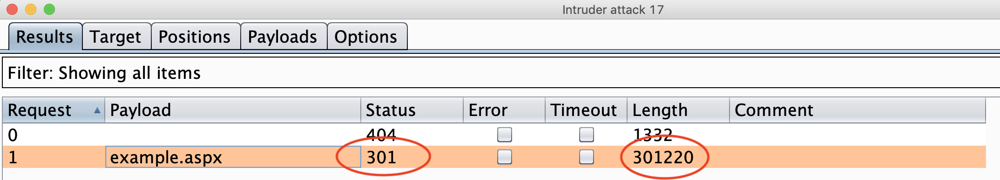 Intruder attack 17
Results Target Positions Payloads Options
Filter: Showing all items
Request Payload Status Error Timeout Length Comment
0 404 1332
1 example.aspx 301 301220